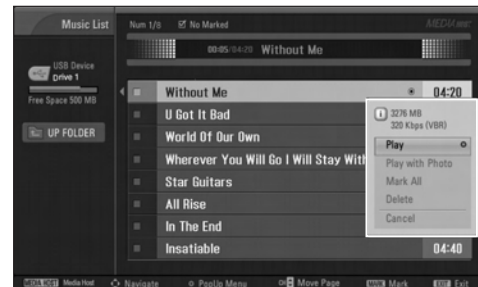 Music List
Num 1/8 No Marked
00:05/04:20 Without Me
USB Device
Drive 1
Free Space 500 MB
UP FOLDER
Without Me 04:20
U Got It Bad
World Of Our Own
Wherever You Will Go I Will Stay With
Star Guitars
All Rise
In The End
Insatiable 04:40
i 3276 MB
320 Kbps (VBR)
Play
Play with Photo
Mark All
Delete
Cancel
MEDIA HOST Media Host Navigate PopUp Menu Move Page MARK Mark EXIT Exit